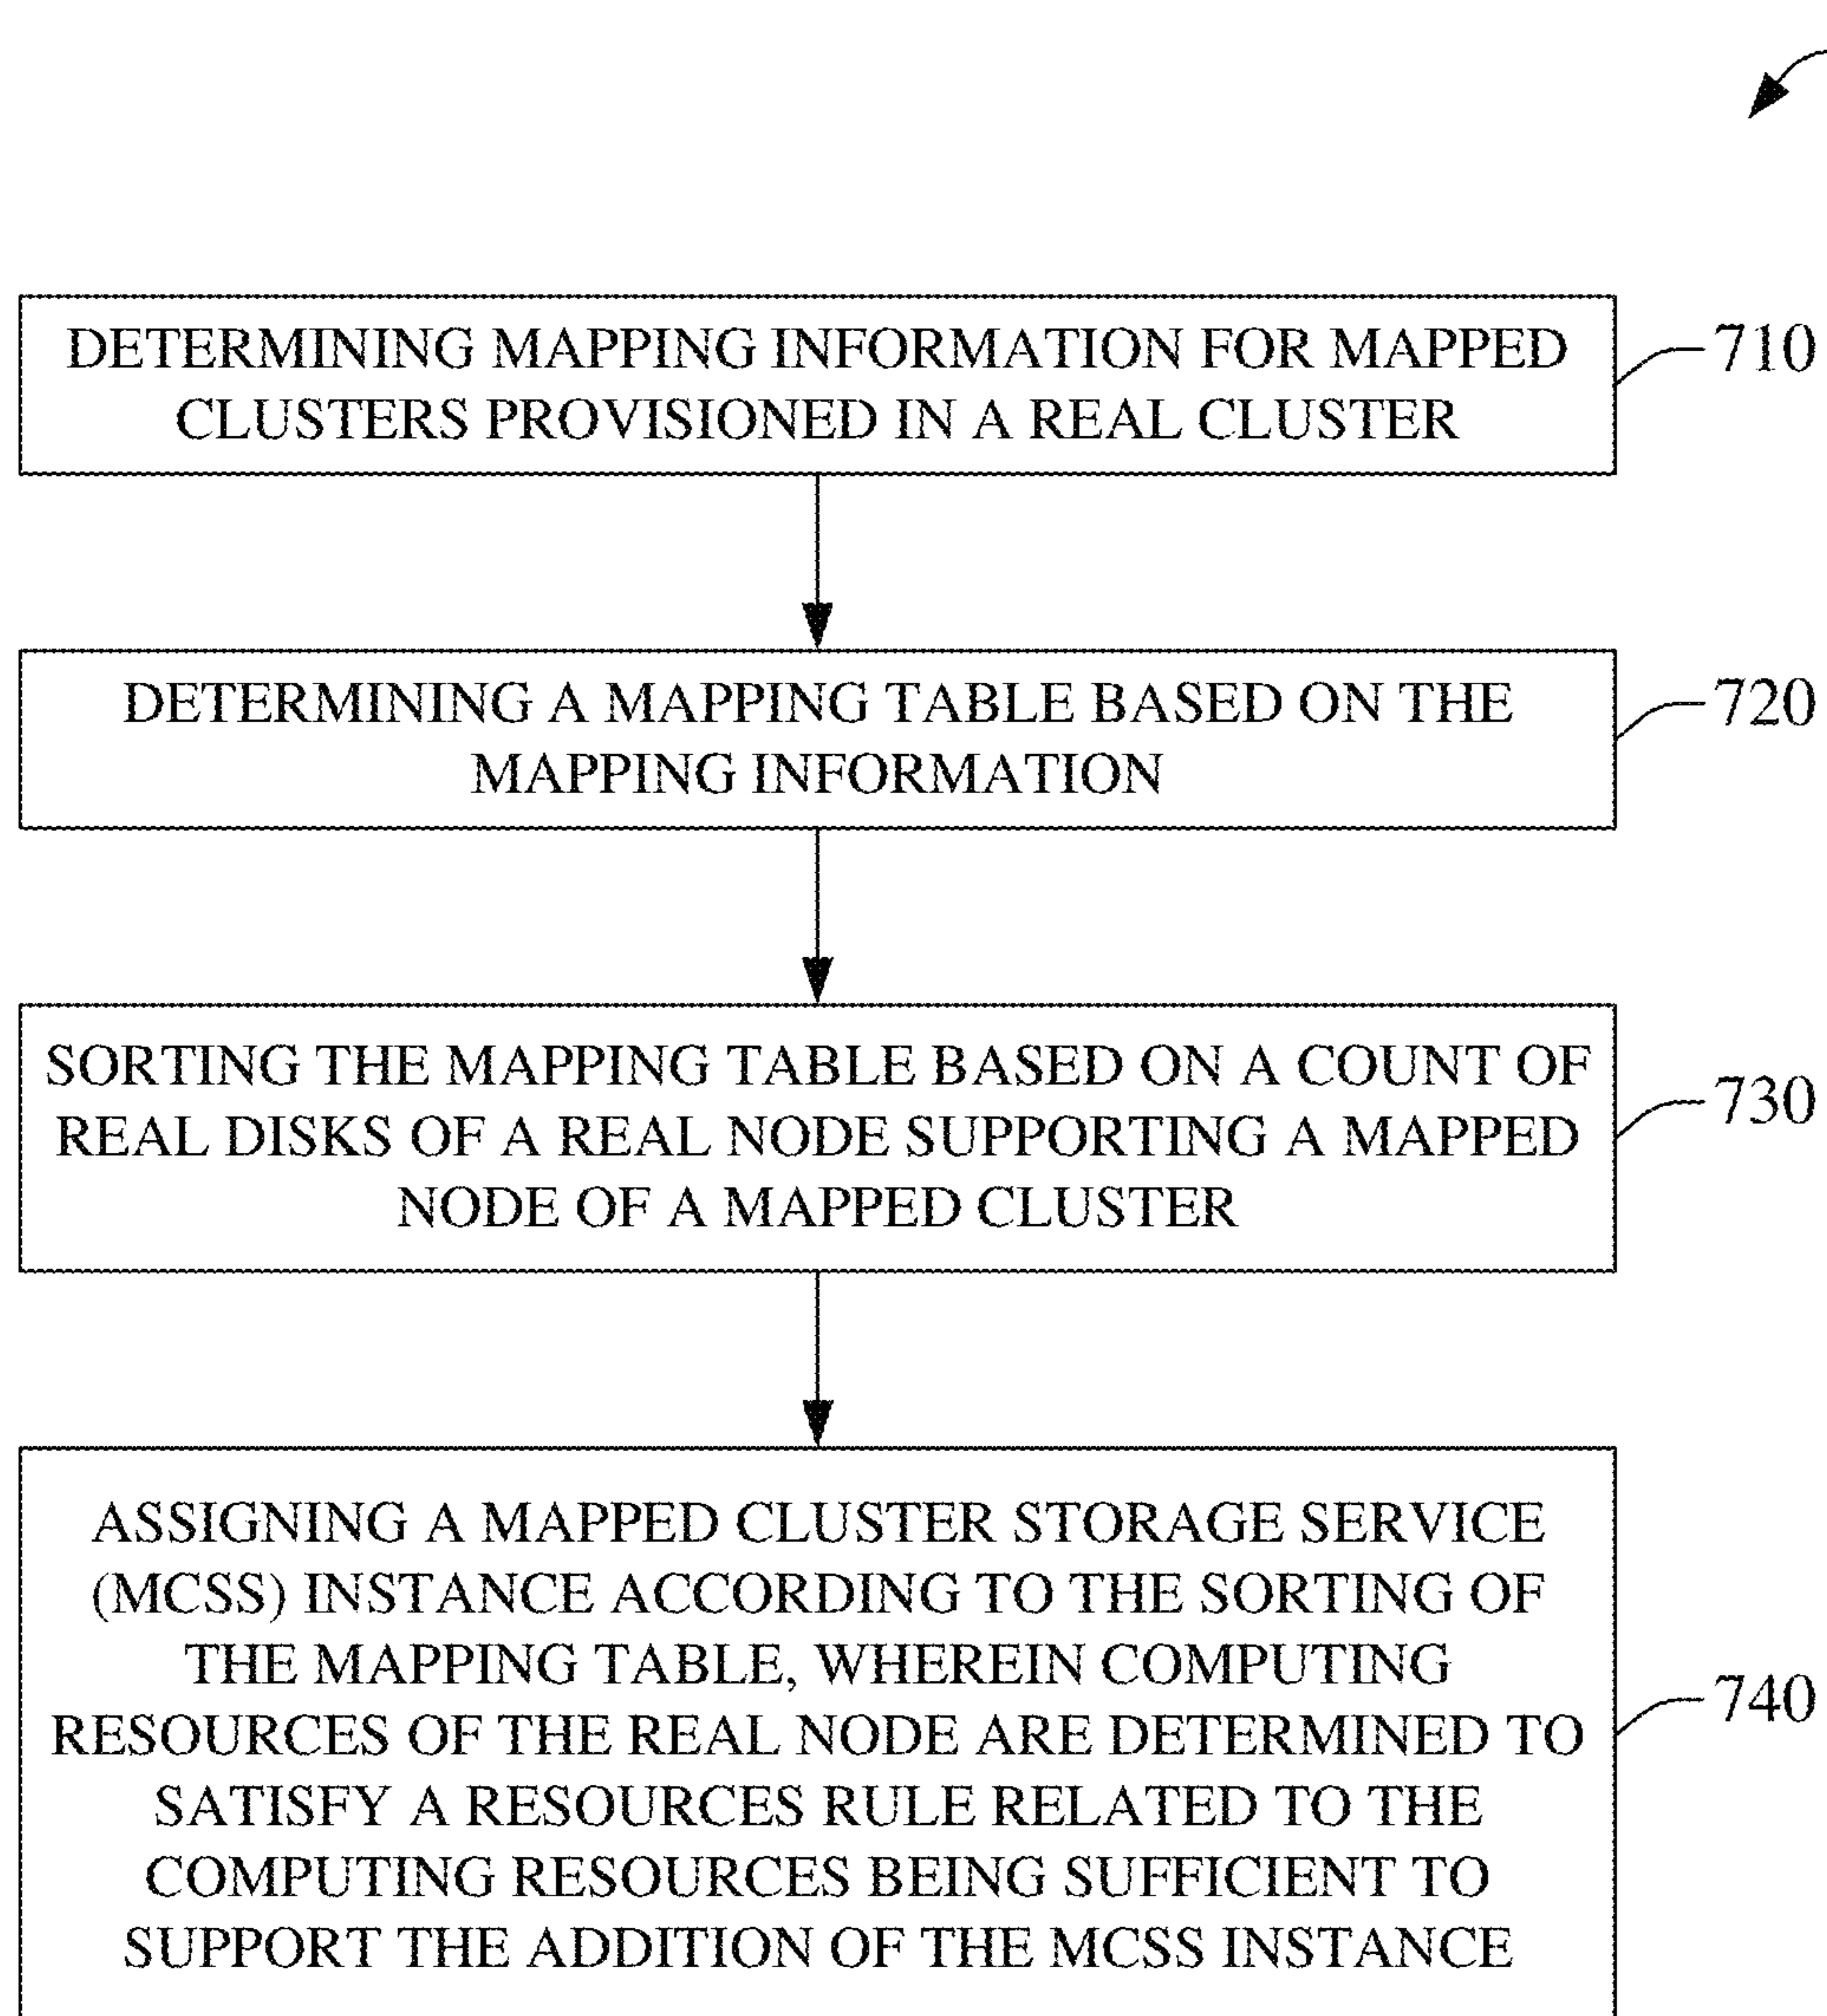 DETERMINING MAPPING INFORMATION FOR MAPPED
CLUSTERS PROVISIONED IN A REAL CLUSTER
710
DETERMINING A MAPPING TABLE BASED ON THE
MAPPING INFORMATION
720
SORTING THE MAPPING TABLE BASED ON A COUNT OF
REAL DISKS OF A REAL NODE SUPPORTING A MAPPED
NODE OF A MAPPED CLUSTER
730
ASSIGNING A MAPPED CLUSTER STORAGE SERVICE
(MCSS) INSTANCE ACCORDING TO THE SORTING OF
THE MAPPING TABLE, WHEREIN COMPUTING
RESOURCES OF THE REAL NODE ARE DETERMINED TO
SATISFY A RESOURCES RULE RELATED TO THE
COMPUTING RESOURCES BEING SUFFICIENT TO
SUPPORT THE ADDITION OF THE MCSS INSTANCE
740